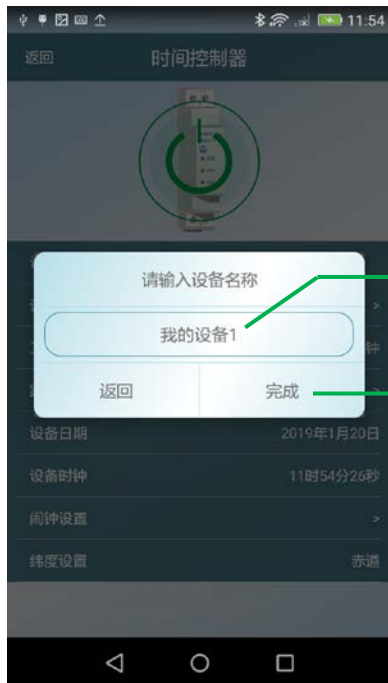 11:54
返回 时间控制器
请输入设备名称
我的设备1
钟
返回 完成
设备日期 2019年1月20日
设备时钟 11时54分26秒
闹钟设置 >
纬度设置 赤道